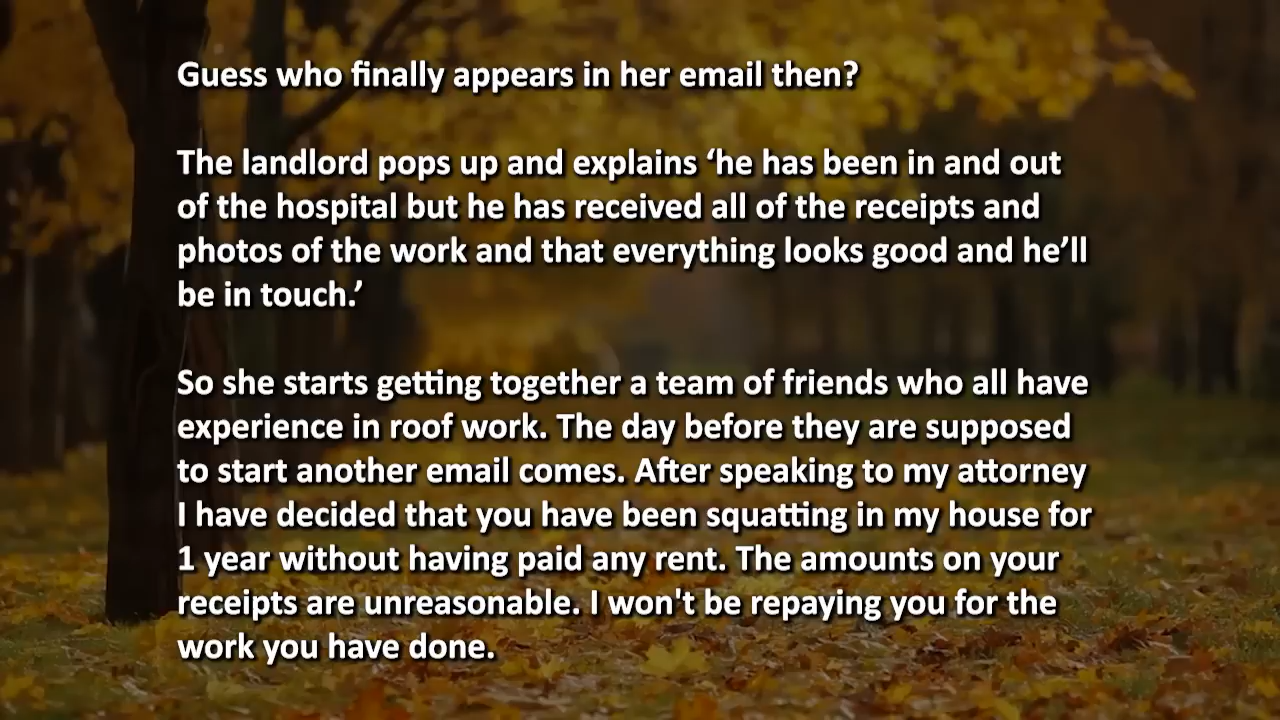 Guess who finally appears in her email then?
The landlord pops up and explains ‘he has been in and out
of the hospital but he has received all of the receipts and
photos of the work and that everything looks good and he’ll
be in touch.’
So she starts getting together a team of friends who all have
experience in roof work. The day before they are supposed
to start another email comes. After speaking to my attorney
I have decided that you have been squatting in my house for
1 year without having paid any rent. The amounts on your
receipts are unreasonable. I won't be repaying you for the
work you have done.